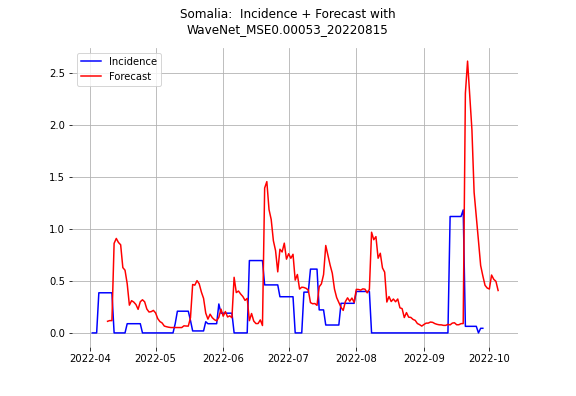 Somalia:  Incidence + Forecast with
WaveNet_MSE0.00053_20220815
Incidence
Forecast
2.5
2.0
1.5
1.0
0.5
0.0
2022-04 2022-05 2022-06 2022-07 2022-08 2022-09 2022-10